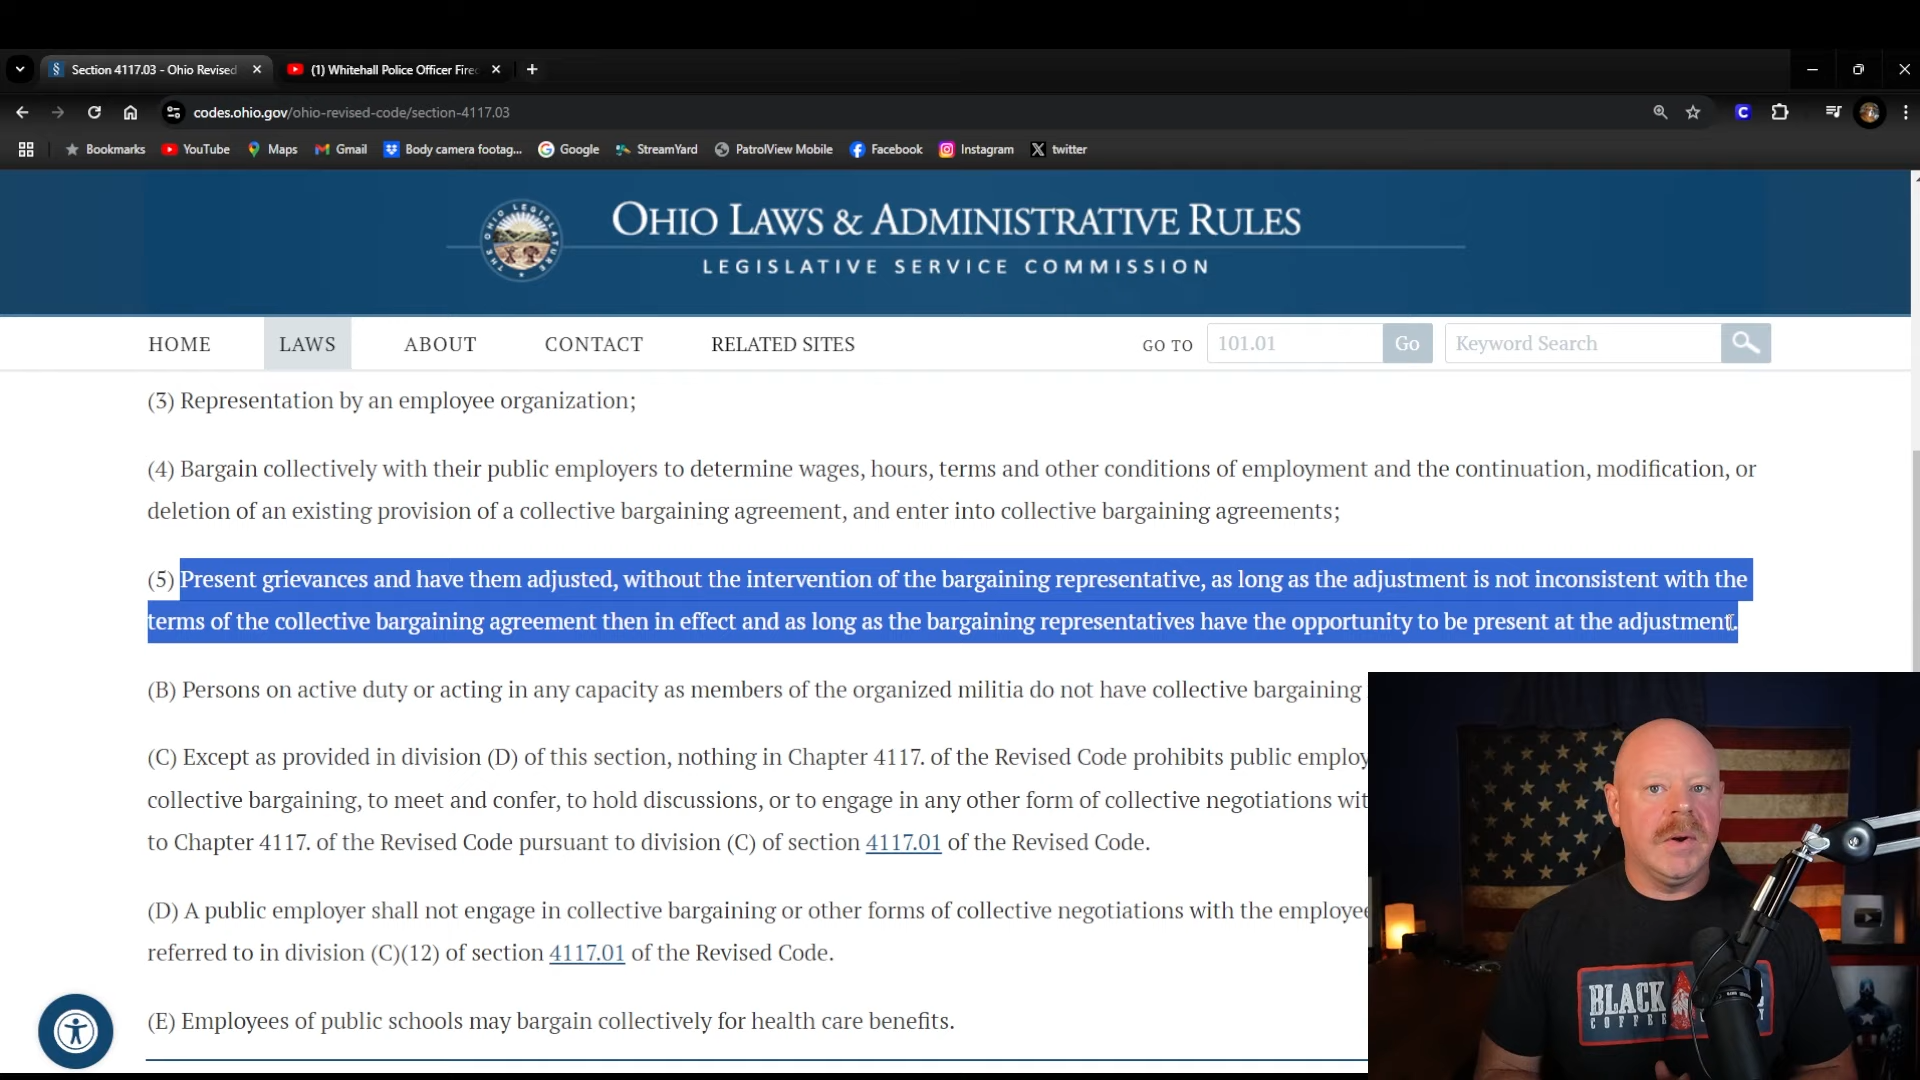 Section 4117.03 - Ohio Revised
(1) Whitehall Police Officer Fired
codes.ohio.gov/ohio-revised-code/section-4117.03
Bookmarks YouTube Maps Gmail Body camera footag... Google StreamYard PatrolView Mobile Facebook Instagram twitter
OHIO LAWS & ADMINISTRATIVE RULES
LEGISLATIVE SERVICE COMMISSION
HOME LAWS ABOUT CONTACT RELATED SITES GO TO 101.01 Go Keyword Search
(3) Representation by an employee organization;
(4) Bargain collectively with their public employers to determine wages, hours, terms and other conditions of employment and the continuation, modification, or
deletion of an existing provision of a collective bargaining agreement, and enter into collective bargaining agreements;
(5) Present grievances and have them adjusted, without the intervention of the bargaining representative, as long as the adjustment is not inconsistent with the
terms of the collective bargaining agreement then in effect and as long as the bargaining representatives have the opportunity to be present at the adjustment.
(B) Persons on active duty or acting in any capacity as members of the organized militia do not have collective bargaining
(C) Except as provided in division (D) of this section, nothing in Chapter 4117. of the Revised Code prohibits public employ
collective bargaining, to meet and confer, to hold discussions, or to engage in any other form of collective negotiations wit
to Chapter 4117. of the Revised Code pursuant to division (C) of section 4117.01 of the Revised Code.
(D) A public employer shall not engage in collective bargaining or other forms of collective negotiations with the employee
referred to in division (C)(12) of section 4117.01 of the Revised Code.
(E) Employees of public schools may bargain collectively for health care benefits.
BLACK
COFFEE